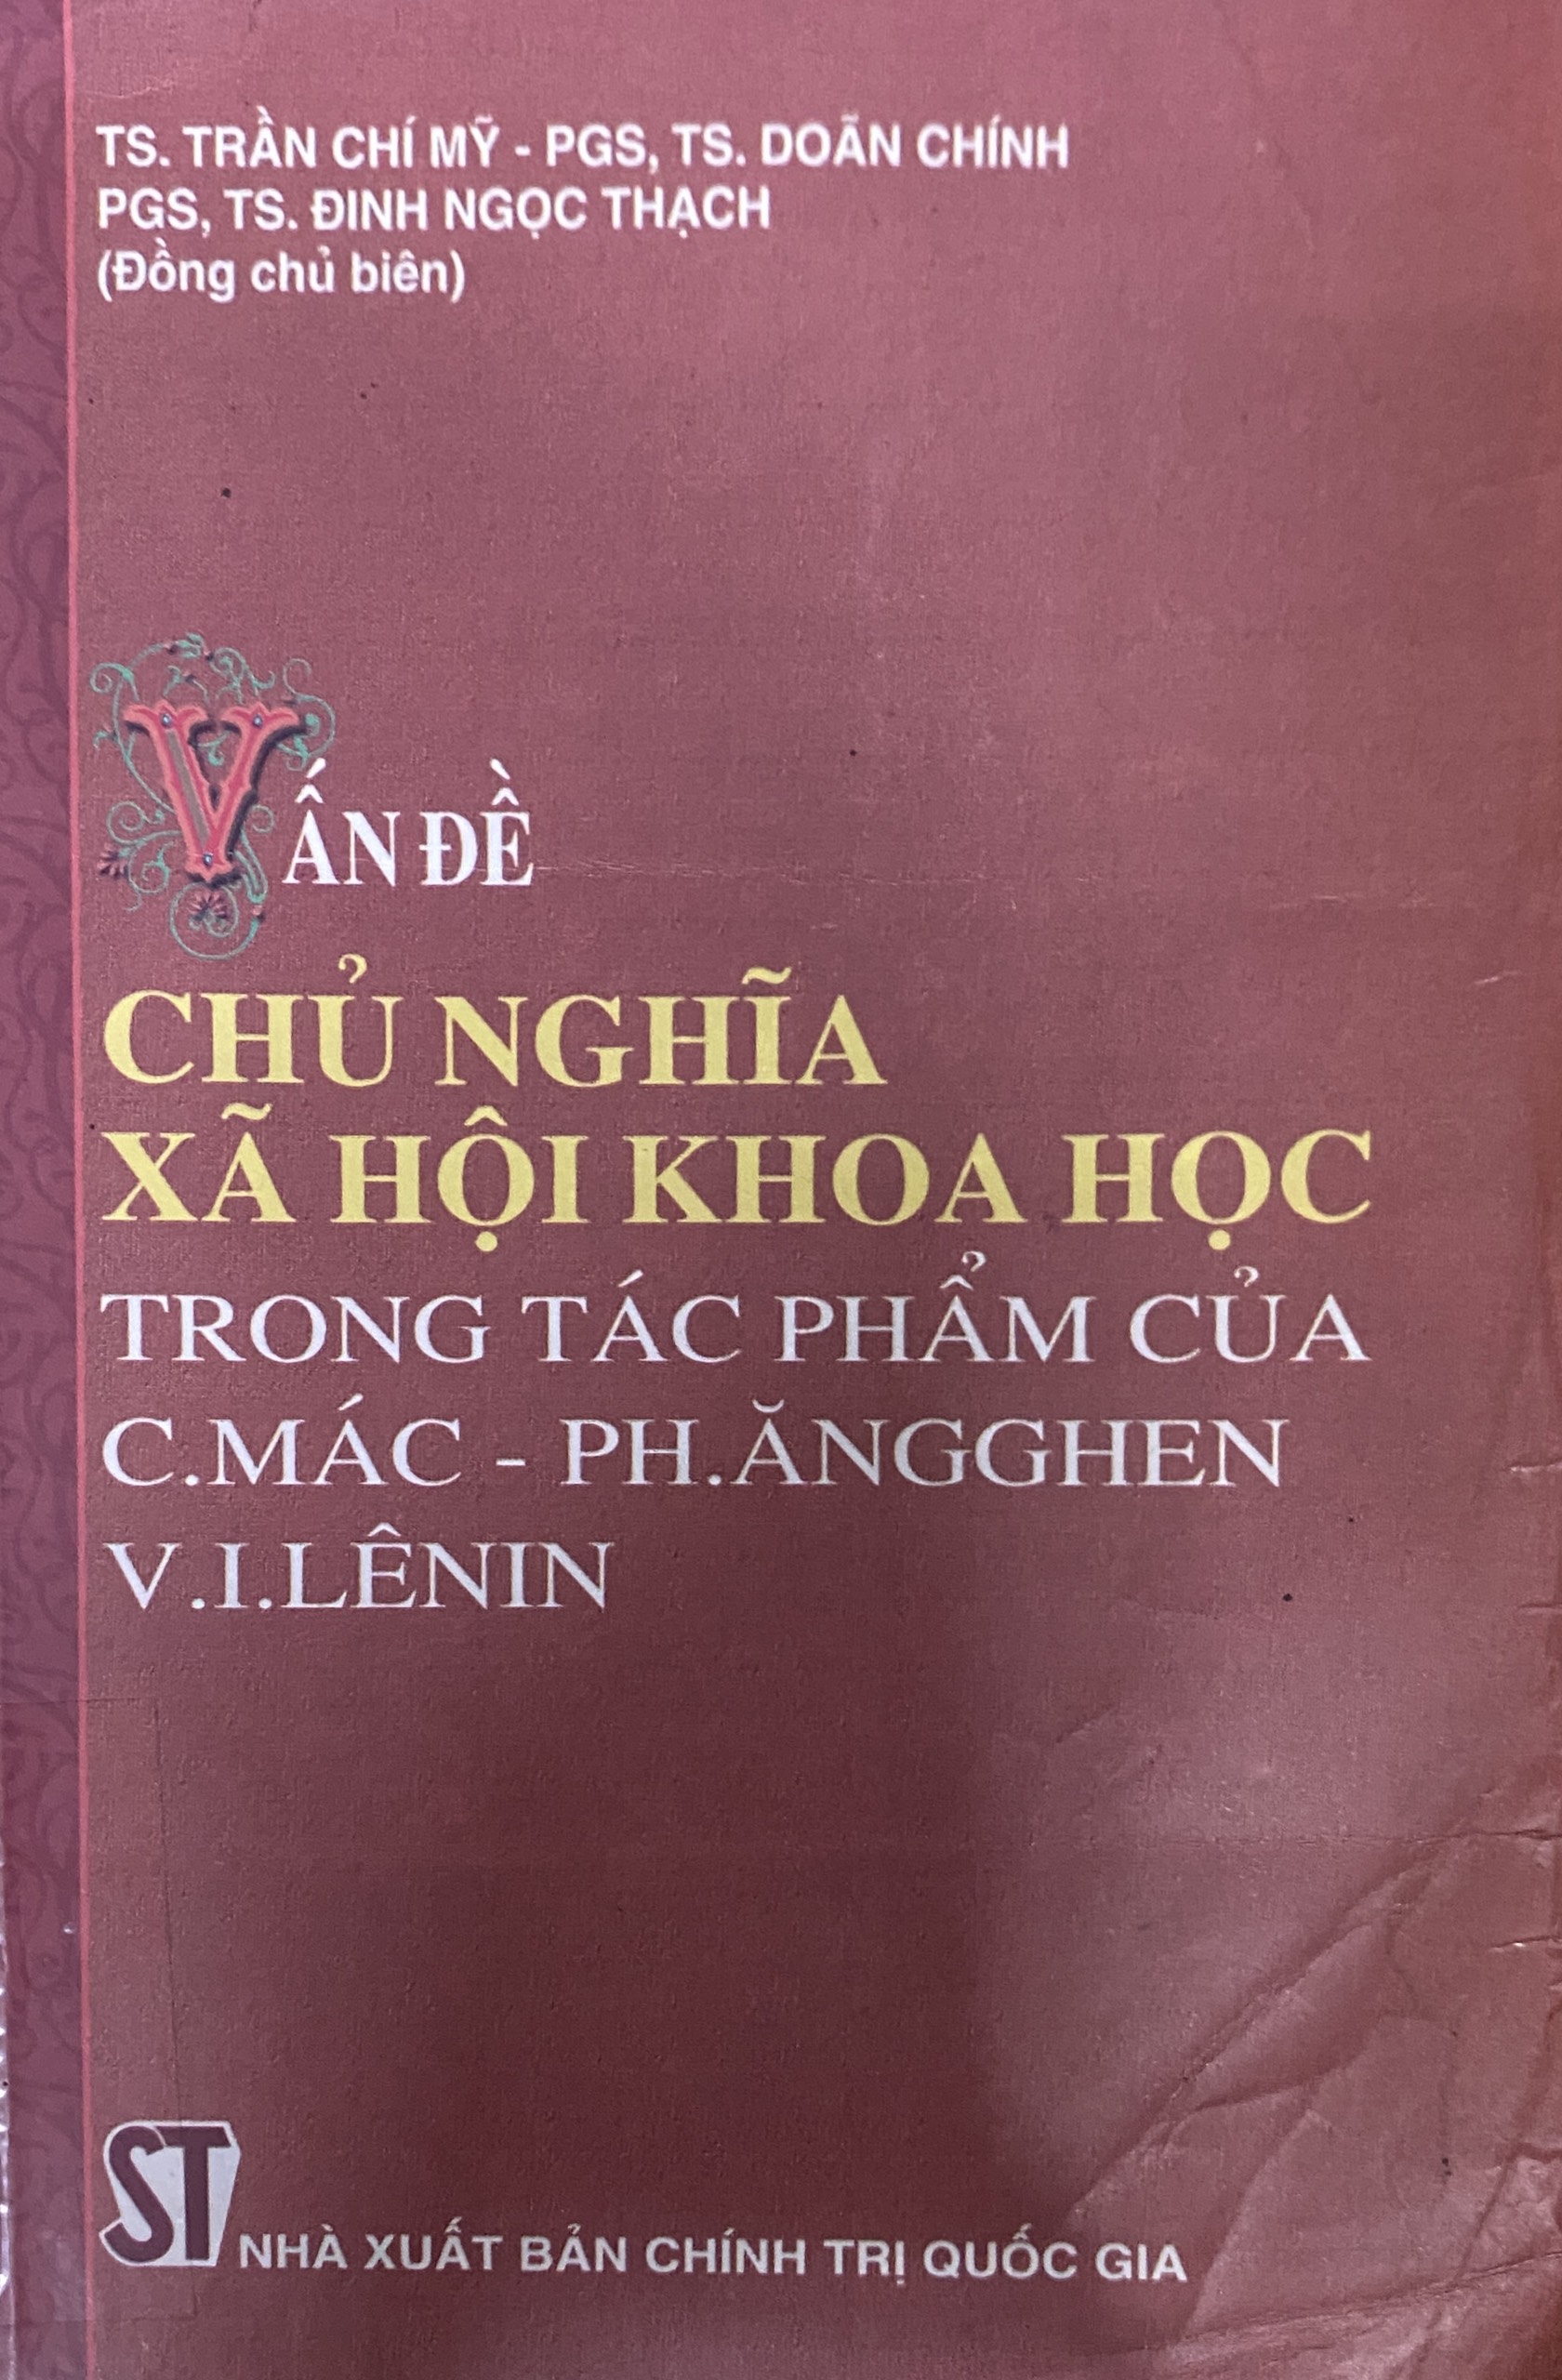 TS. TRẦN CHÍ MỸ - PGS, TS. DOÃN CHÍNH
PGS, TS. ĐINH NGỌC THẠCH
(Đồng chủ biên)
VẤN ĐỀ
CHỦ NGHĨA
XÃ HỘI KHOA HỌC
TRONG TÁC PHẨM CỦA
C.MÁC - PH.ĂNGGHEN
V.I.LÊNIN
ST NHÀ XUẤT BẢN CHÍNH TRỊ QUỐC GIA